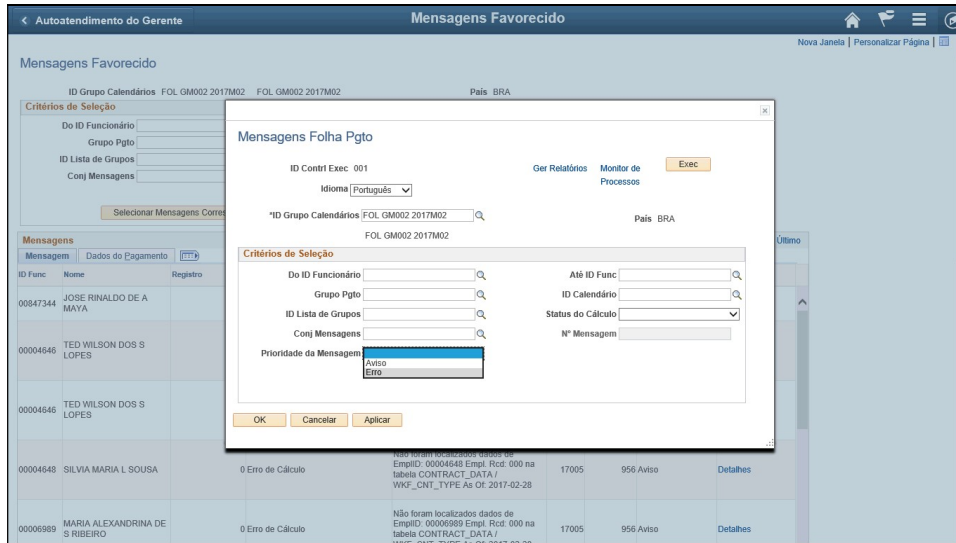 Autoatendimento do Gerente
Mensagens Favorecido
Nova Janela | Personalizar Página |
Mensagens Favorecido
ID Grupo Calendários FOL GM002 2017M02 FOL GM002 2017M02 País BRA
Critérios de Seleção
Do ID Funcionário
Grupo Pgto
ID Lista de Grupos
Conj Mensagens
Selecionar Mensagens Corres
Mensagens
Último
Mensagem Dados do Pagamento
ID Func Nome Registro
00847344 JOSE RINALDO DE A MAYA
00004646 TED WILSON DOS S LOPES
00004646 TED WILSON DOS S LOPES
Mensagens Folha Pgto
ID Contrl Exec 001 Ger Relatórios Monitor de Processos Exec
Idioma Português
*ID Grupo Calendários FOL GM002 2017M02 País BRA
FOL GM002 2017M02
Critérios de Seleção
Do ID Funcionário Até ID Func
Grupo Pgto ID Calendário
ID Lista de Grupos Status do Cálculo
Conj Mensagens Nº Mensagem
Prioridade da Mensagem
Aviso
Erro
OK Cancelar Aplicar
00004648 SILVIA MARIA L SOUSA 0 Erro de Cálculo
Não foram localizados dados de
EmplID: 00004648 Empl. Rcd: 000 na
tabela CONTRACT_DATA /
WKF_CNT_TYPE As Of: 2017-02-28
17005 956 Aviso Detalhes
00006989 MARIA ALEXANDRINA DE S RIBEIRO 0 Erro de Cálculo
Não foram localizados dados de
EmplID: 00006989 Empl. Rcd: 000 na
tabela CONTRACT_DATA /
WKF_CNT_TYPE As Of: 2017-02-28
17005 956 Aviso Detalhes